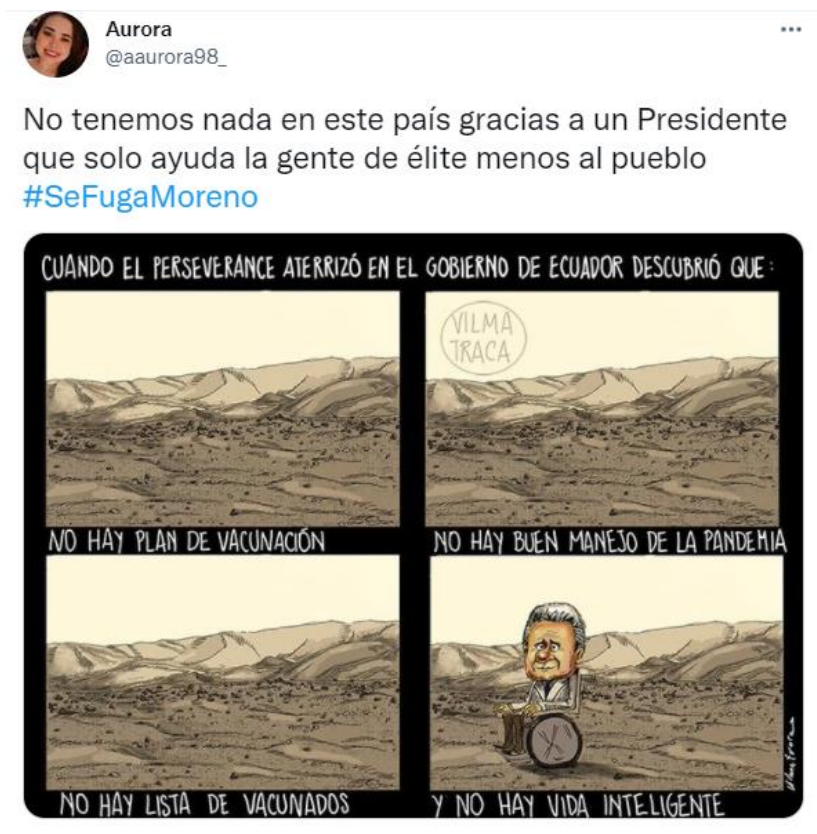 Aurora
@aaurora98_
No tenemos nada en este país gracias a un Presidente
que solo ayuda la gente de élite menos al pueblo
#SeFugaMoreno
CUANDO EL PERSEVERANCE ATERRIZÓ EN EL GOBIERNO DE ECUADOR DESCUBRIÓ QUE:
VILMA
TRACA
NO HAY PLAN DE VACUNACIÓN
NO HAY BUEN MANEJO DE LA PANDEMIA
NO HAY LISTA DE VACUNADOS
Y NO HAY VIDA INTELIGENTE